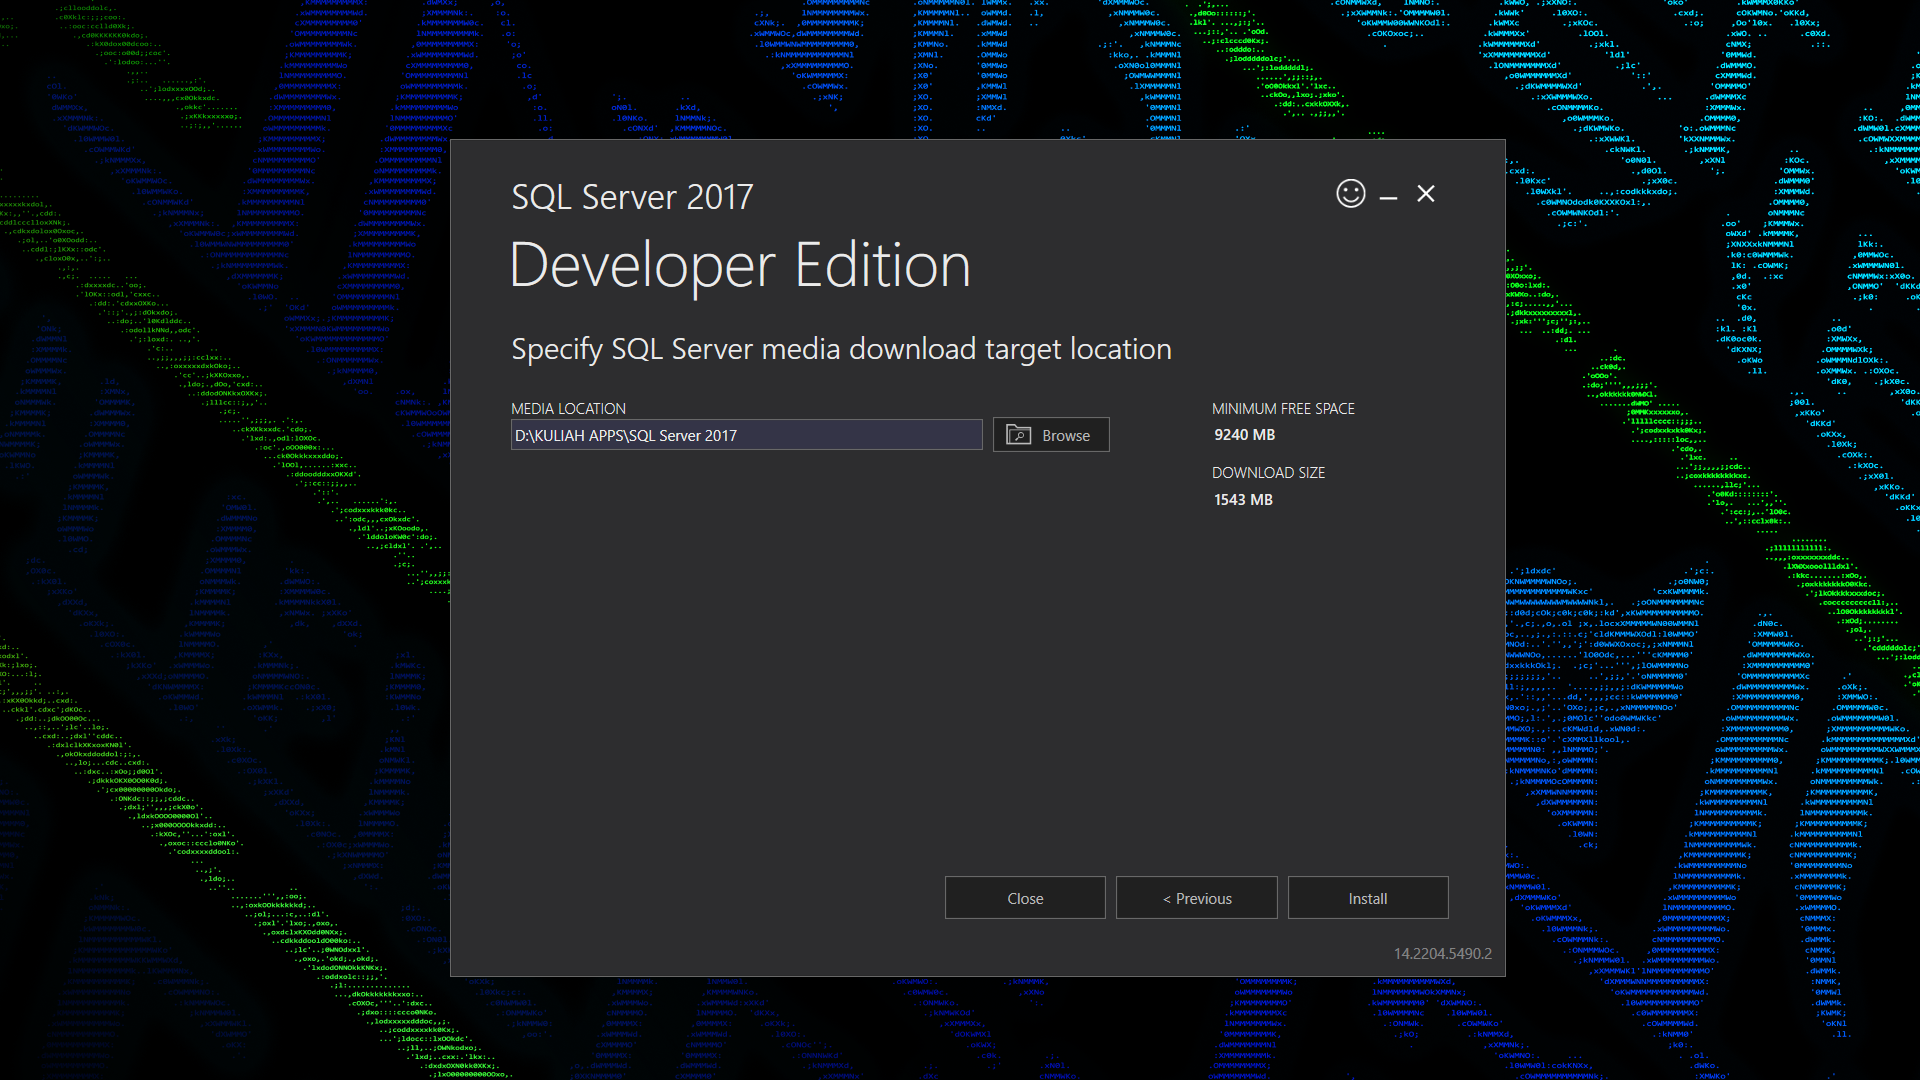 SQL Server 2017
Developer Edition
Specify SQL Server media download target location
MEDIA LOCATION
D:\KULIAH APPS\SQL Server 2017
Browse
MINIMUM FREE SPACE
9240 MB
DOWNLOAD SIZE
1543 MB
Close
< Previous
Install
14.2204.5490.2